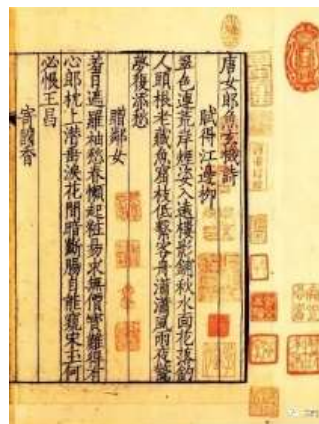 唐女郎魚玄機詩
賦得江邊柳
翠色連荒岸煙姿入遠樓影鋪秋水面花落釣
人頭根老藏魚窟枝低繫客舟瀟瀟風雨夜驚
夢復添愁
贈鄰女
羞日遮羅袖愁春懶起粧易求無價寶難得有
心郎枕上潛垂淚花間暗斷腸自能窺宋玉何
必恨王昌
寄國香